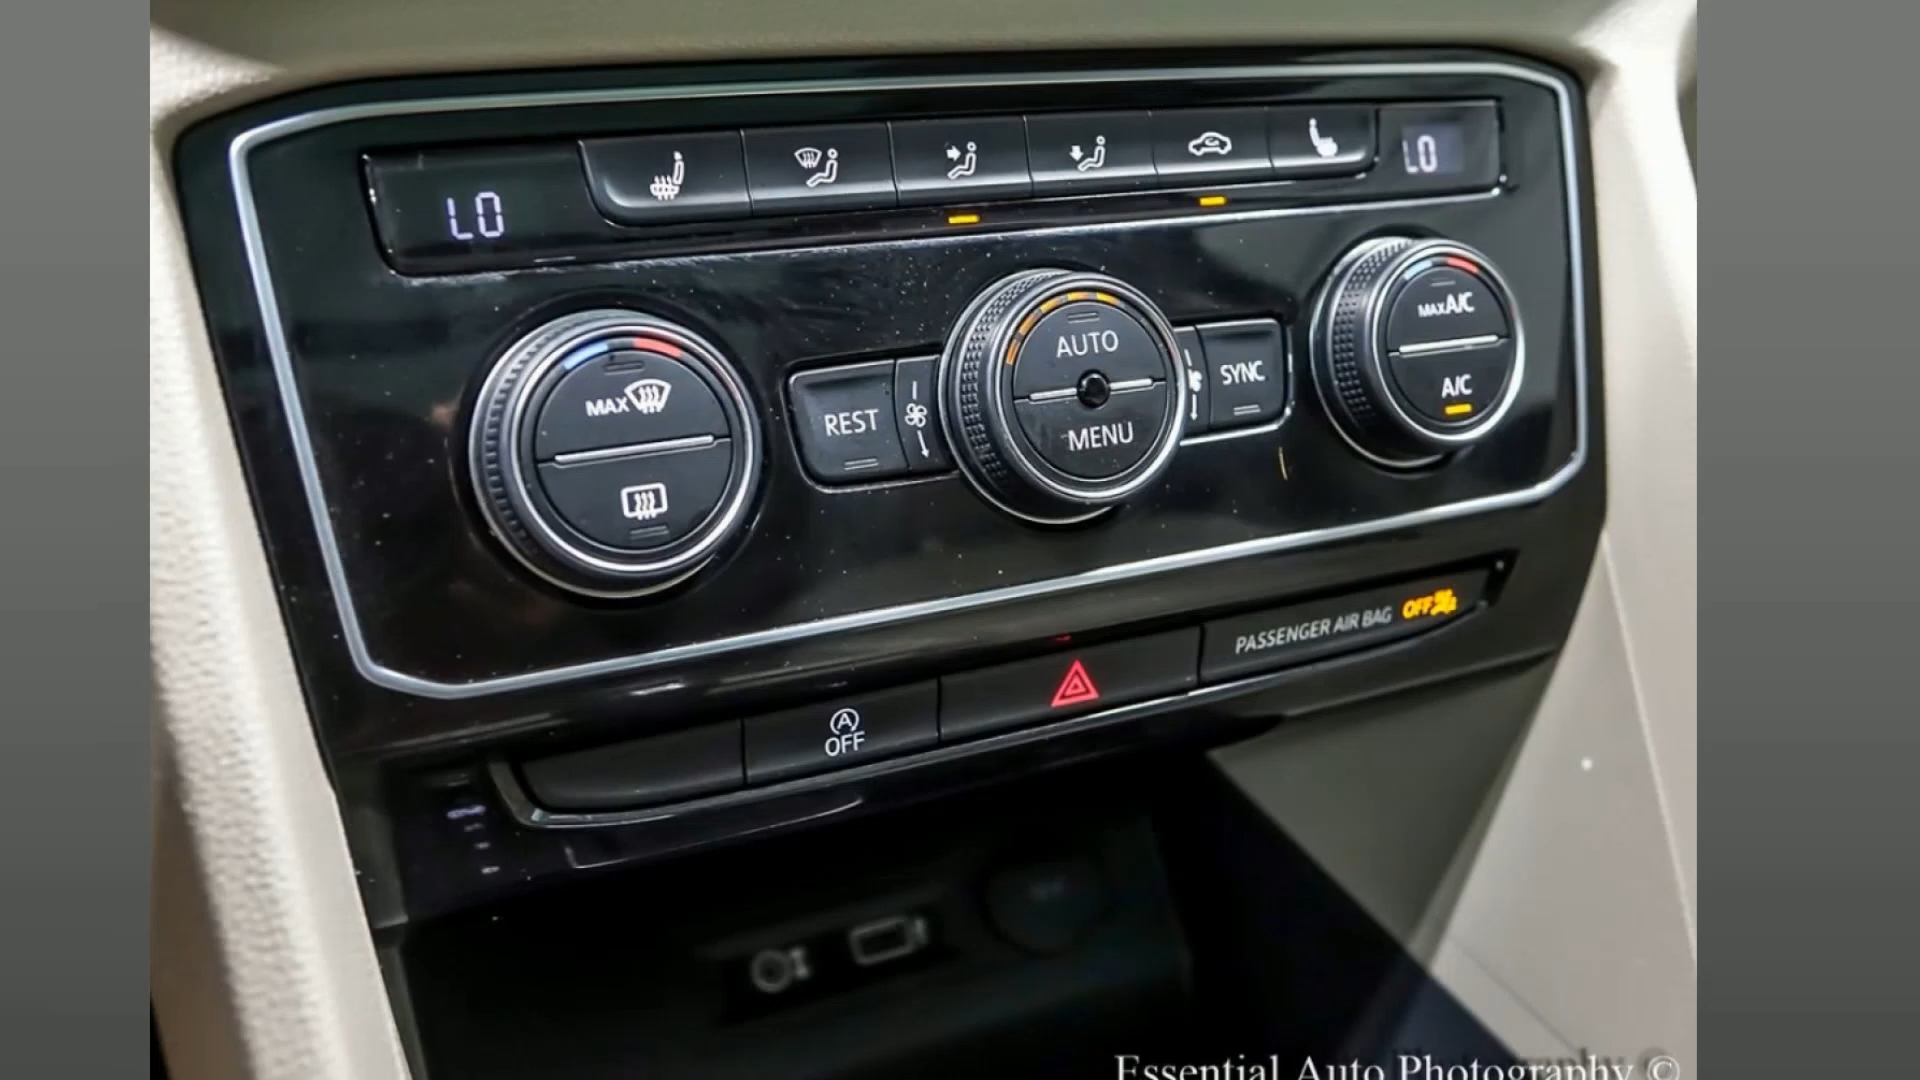 LO
LO
MAX
REST
AUTO
MENU
SYNC
MAX A/C
A/C
PASSENGER AIR BAG OFF
A
OFF
Essential Auto Photography ©